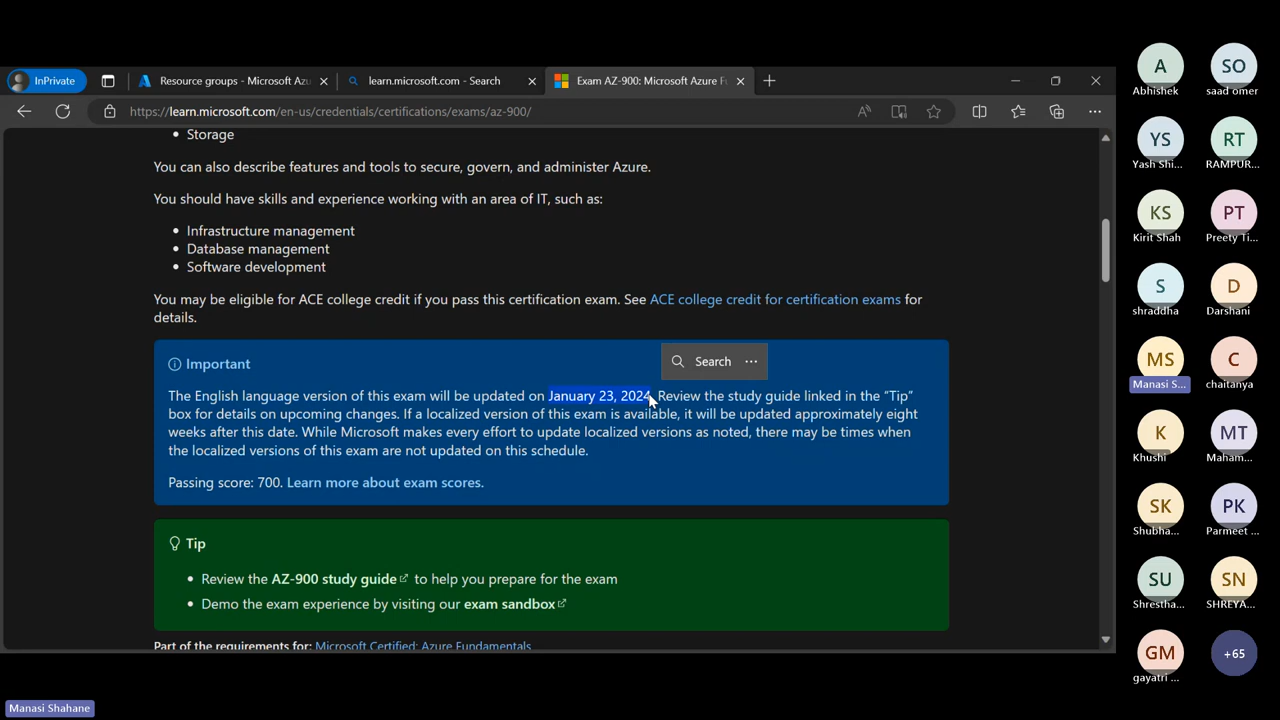 InPrivate
Resource groups - Microsoft Azu
learn.microsoft.com - Search
Exam AZ-900: Microsoft Azure F
https://learn.microsoft.com/en-us/credentials/certifications/exams/az-900/
• Storage
You can also describe features and tools to secure, govern, and administer Azure.
You should have skills and experience working with an area of IT, such as:
• Infrastructure management
• Database management
• Software development
You may be eligible for ACE college credit if you pass this certification exam. See ACE college credit for certification exams for
details.
Important
Search
The English language version of this exam will be updated on January 23, 2024. Review the study guide linked in the “Tip”
box for details on upcoming changes. If a localized version of this exam is available, it will be updated approximately eight
weeks after this date. While Microsoft makes every effort to update localized versions as noted, there may be times when
the localized versions of this exam are not updated on this schedule.
Passing score: 700. Learn more about exam scores.
Tip
• Review the AZ-900 study guide to help you prepare for the exam
• Demo the exam experience by visiting our exam sandbox
Part of the requirements for: Microsoft Certified: Azure Fundamentals
A
Abhishek
SO
saad omer
YS
Yash Shi...
RT
RAMPUR...
KS
Kirit Shah
PT
Preety Ti...
S
shraddha
D
Darshani
MS
Manasi S...
C
chaitanya
K
Khushi
MT
Maham...
SK
Shubha...
PK
Parmeet ...
SU
Shrestha...
SN
SHREYA...
GM
gayatri ...
+65
Manasi Shahane